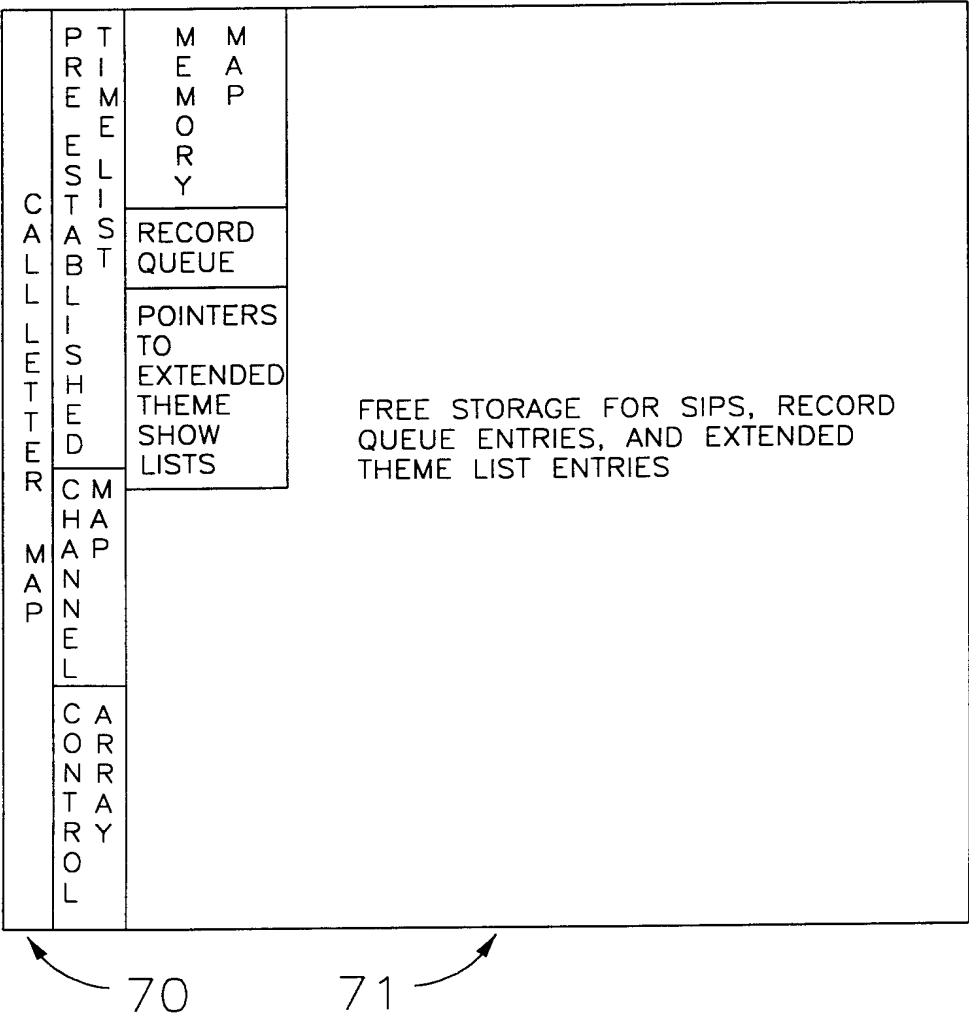 CALL LETTER MAP
PRE ESTABLISHED
TIME LIST
CHANNEL
MAP
CONTROL
ARRAY
MEMORY
MAP
RECORD
QUEUE
POINTERS
TO
EXTENDED
THEME
SHOW
LISTS
FREE STORAGE FOR SIPS, RECORD
QUEUE ENTRIES, AND EXTENDED
THEME LIST ENTRIES
70
71